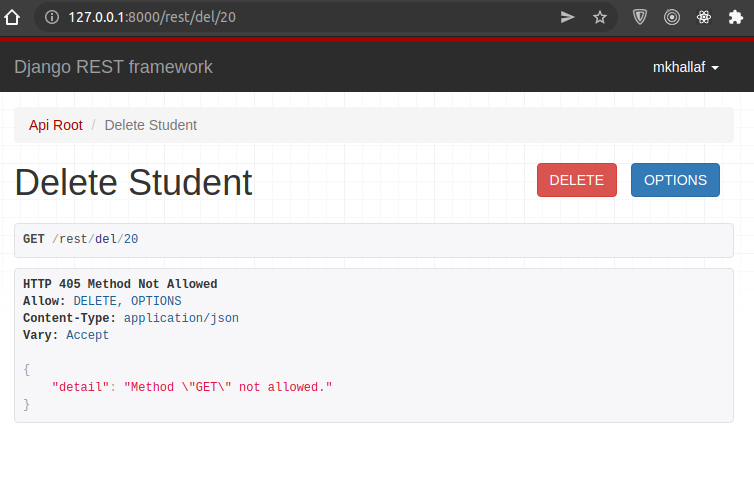 127.0.0.1:8000/rest/del/20
Django REST framework
mkhallaf
Api Root / Delete Student
Delete Student
DELETE
OPTIONS
GET /rest/del/20
HTTP 405 Method Not Allowed
Allow: DELETE, OPTIONS
Content-Type: application/json
Vary: Accept
{
    "detail": "Method \"GET\" not allowed."
}